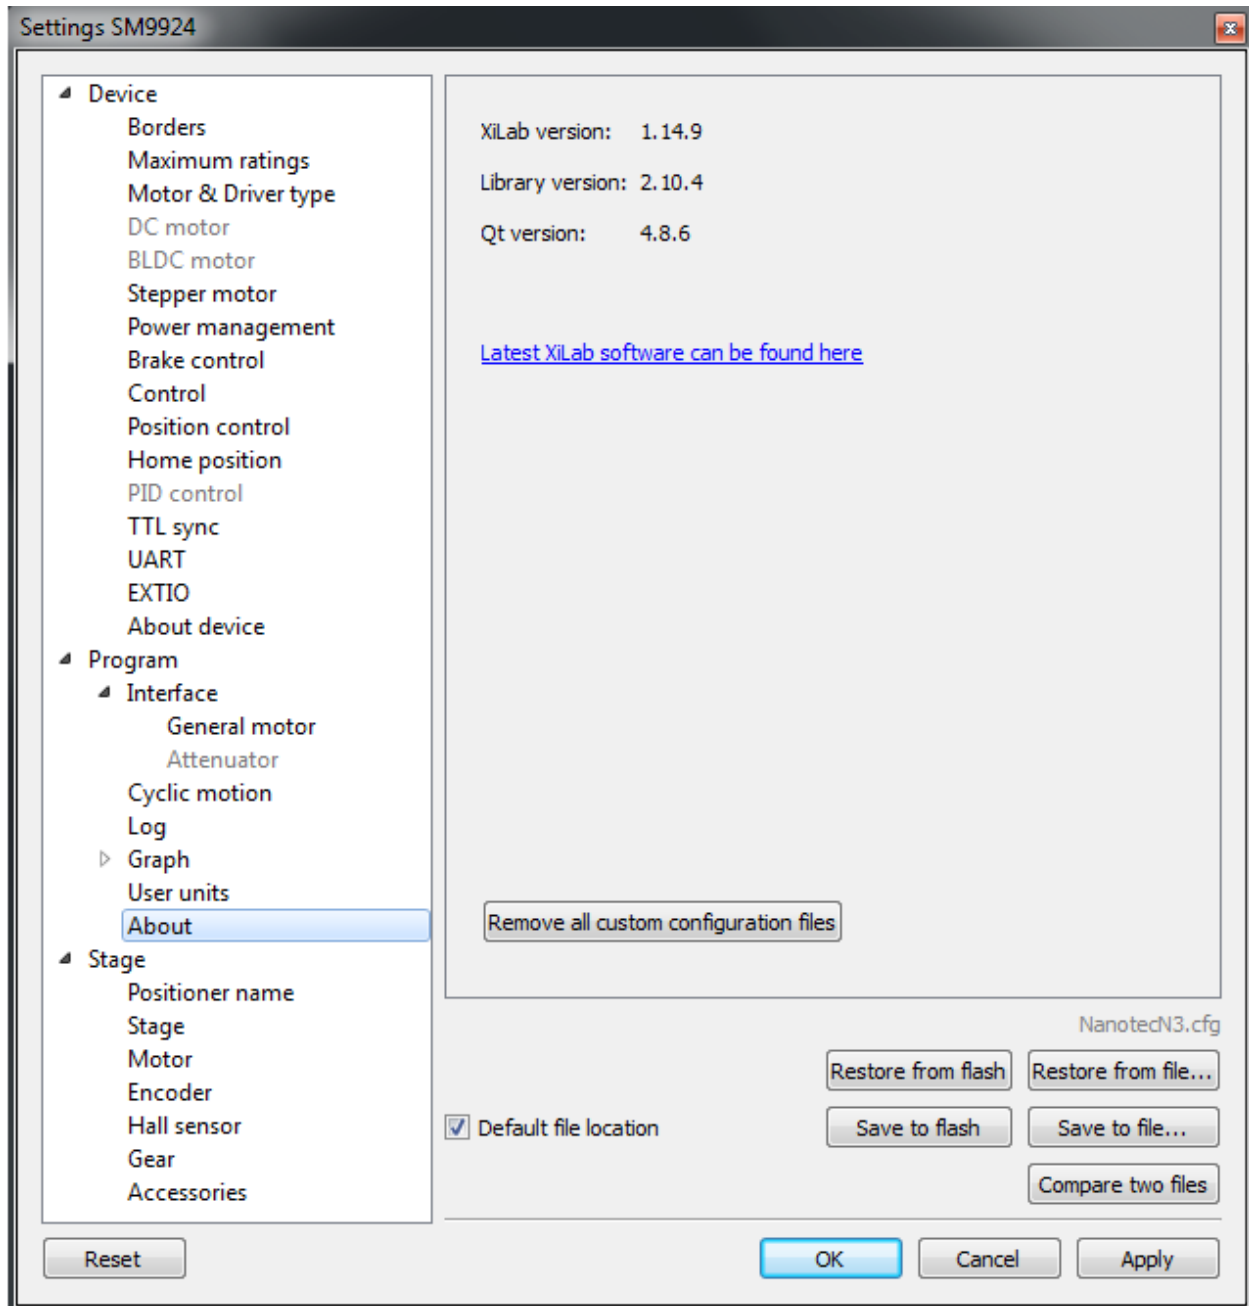 Settings SM9924
Device
Borders
Maximum ratings
Motor & Driver type
DC motor
BLDC motor
Stepper motor
Power management
Brake control
Control
Position control
Home position
PID control
TTL sync
UART
EXTIO
About device
Program
Interface
General motor
Attenuator
Cyclic motion
Log
Graph
User units
About
Stage
Positioner name
Stage
Motor
Encoder
Hall sensor
Gear
Accessories
XiLab version: 1.14.9
Library version: 2.10.4
Qt version: 4.8.6
Latest XiLab software can be found here
Remove all custom configuration files
NanotecN3.cfg
Restore from flash Restore from file...
Default file location Save to flash Save to file...
Compare two files
Reset OK Cancel Apply